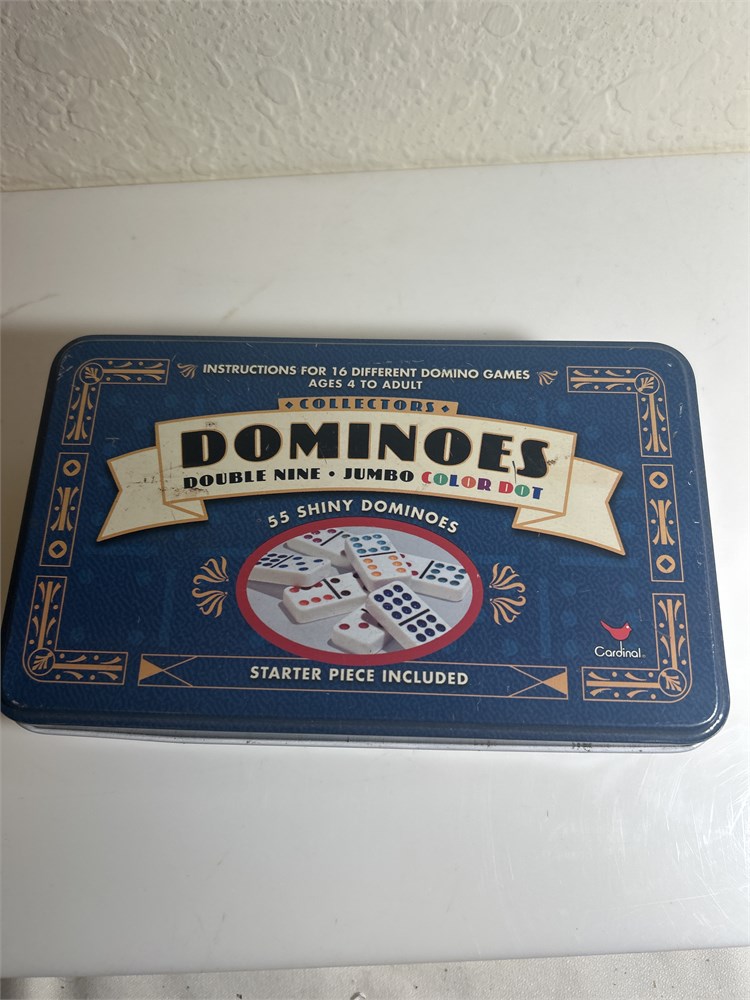 INSTRUCTIONS FOR 16 DIFFERENT DOMINO GAMES
AGES 4 TO ADULT
COLLECTORS
DOMINOES
DOUBLE NINE • JUMBO COLOR DOT
55 SHINY DOMINOES
Cardinal
STARTER PIECE INCLUDED